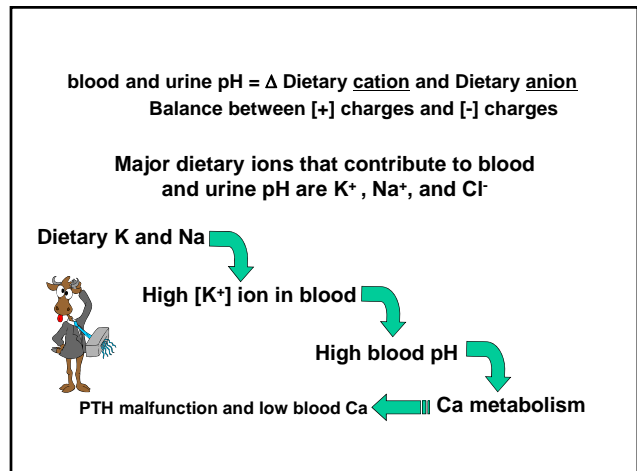 blood and urine pH = Δ Dietary cation and Dietary anion
Balance between [+] charges and [-] charges
Major dietary ions that contribute to blood
and urine pH are K⁺ , Na⁺, and Cl⁻
Dietary K and Na
High [K⁺] ion in blood
High blood pH
Ca metabolism
PTH malfunction and low blood Ca